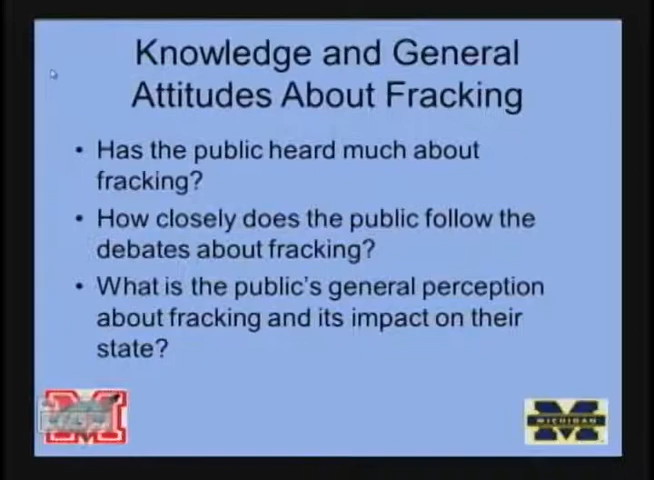 Knowledge and General
Attitudes About Fracking
• Has the public heard much about
fracking?
• How closely does the public follow the
debates about fracking?
• What is the public's general perception
about fracking and its impact on their
state?
M
M
MICHIGAN